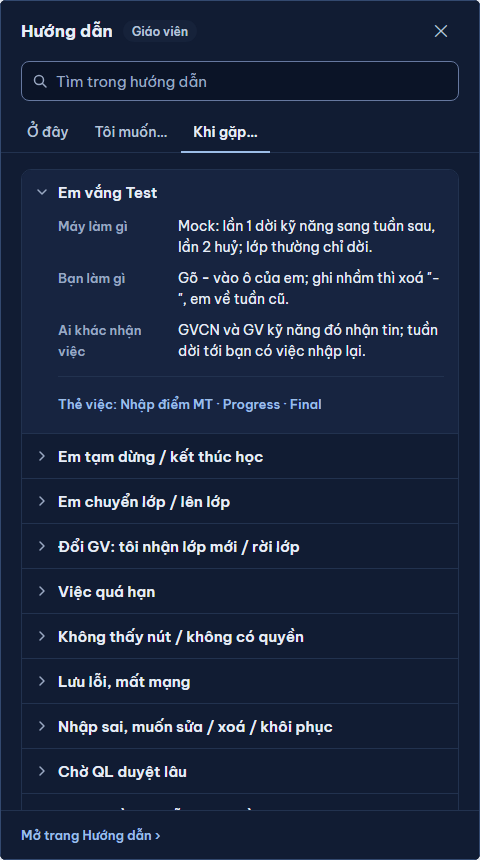 Hướng dẫn Giáo viên
Tìm trong hướng dẫn
Ở đây Tôi muốn... Khi gặp...
Em vắng Test
Máy làm gì
Mock: lần 1 dời kỹ năng sang tuần sau,
lần 2 huỷ; lớp thường chỉ dời.
Bạn làm gì
Gõ - vào ô của em; ghi nhầm thì xoá "-
", em về tuần cũ.
Ai khác nhận
việc
GVCN và GV kỹ năng đó nhận tin; tuần
dời tới bạn có việc nhập lại.
Thẻ việc: Nhập điểm MT · Progress · Final
Em tạm dừng / kết thúc học
Em chuyển lớp / lên lớp
Đổi GV: tôi nhận lớp mới / rời lớp
Việc quá hạn
Không thấy nút / không có quyền
Lưu lỗi, mất mạng
Nhập sai, muốn sửa / xoá / khôi phục
Chờ QL duyệt lâu
Mở trang Hướng dẫn ›